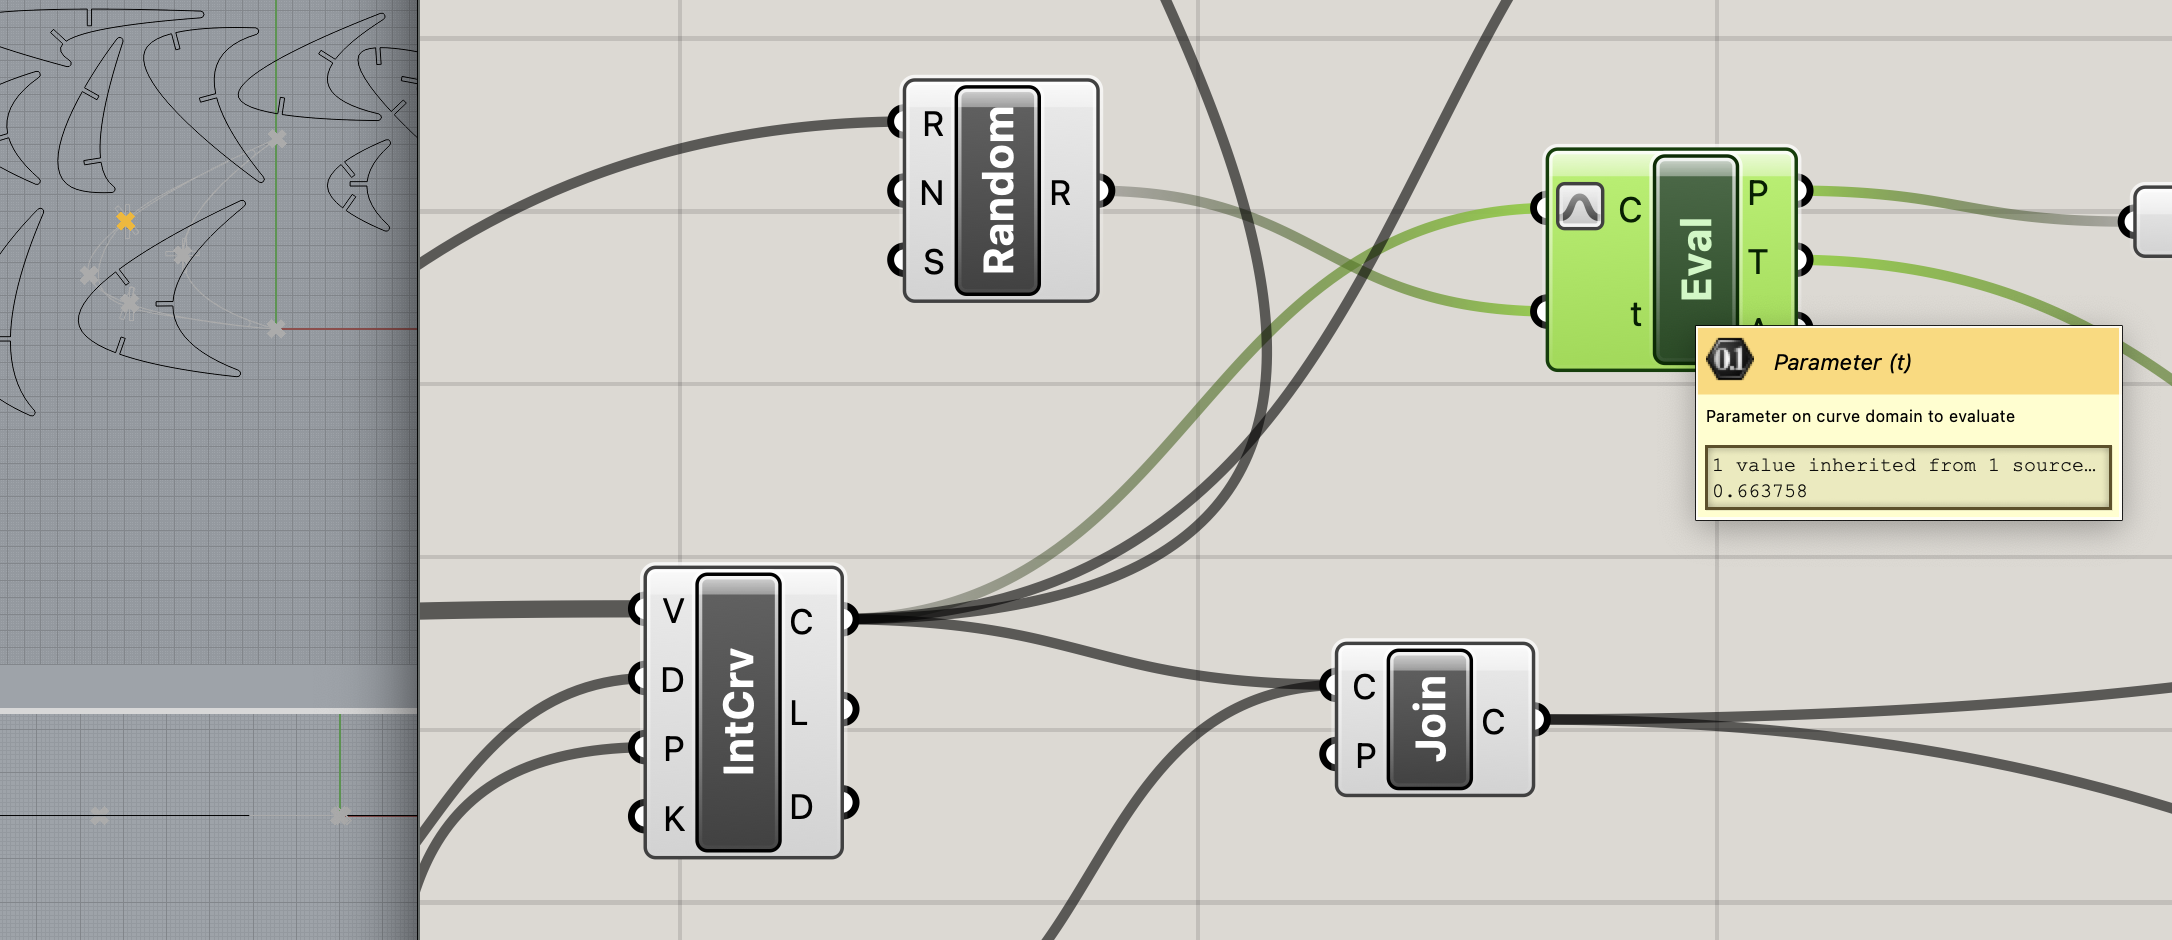 R
N
S
Random
R
C
t
Eval
P
T
0.1
Parameter (t)
Parameter on curve domain to evaluate
1 value inherited from 1 source…
0.663758
V
D
P
K
IntCrv
C
L
D
C
P
Join
C